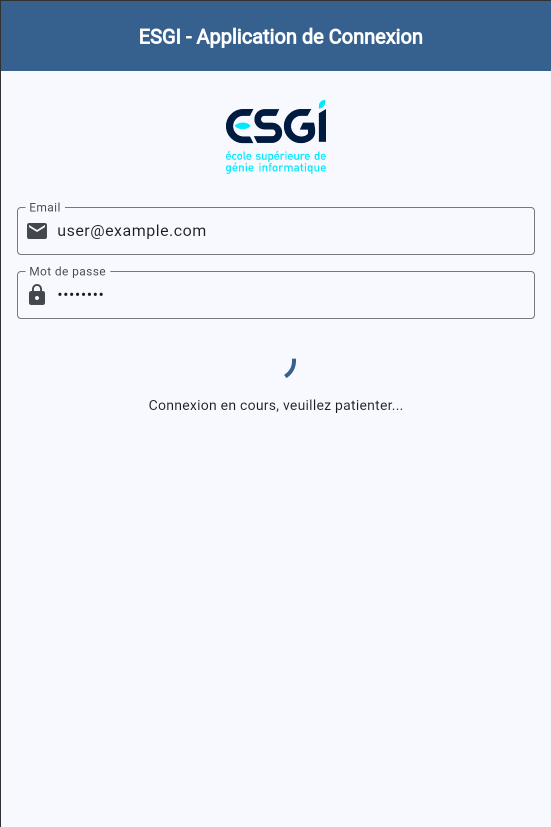 ESGI - Application de Connexion
ESGI
école supérieure de
génie informatique
Email
user@example.com
Mot de passe
••••••••
Connexion en cours, veuillez patienter...